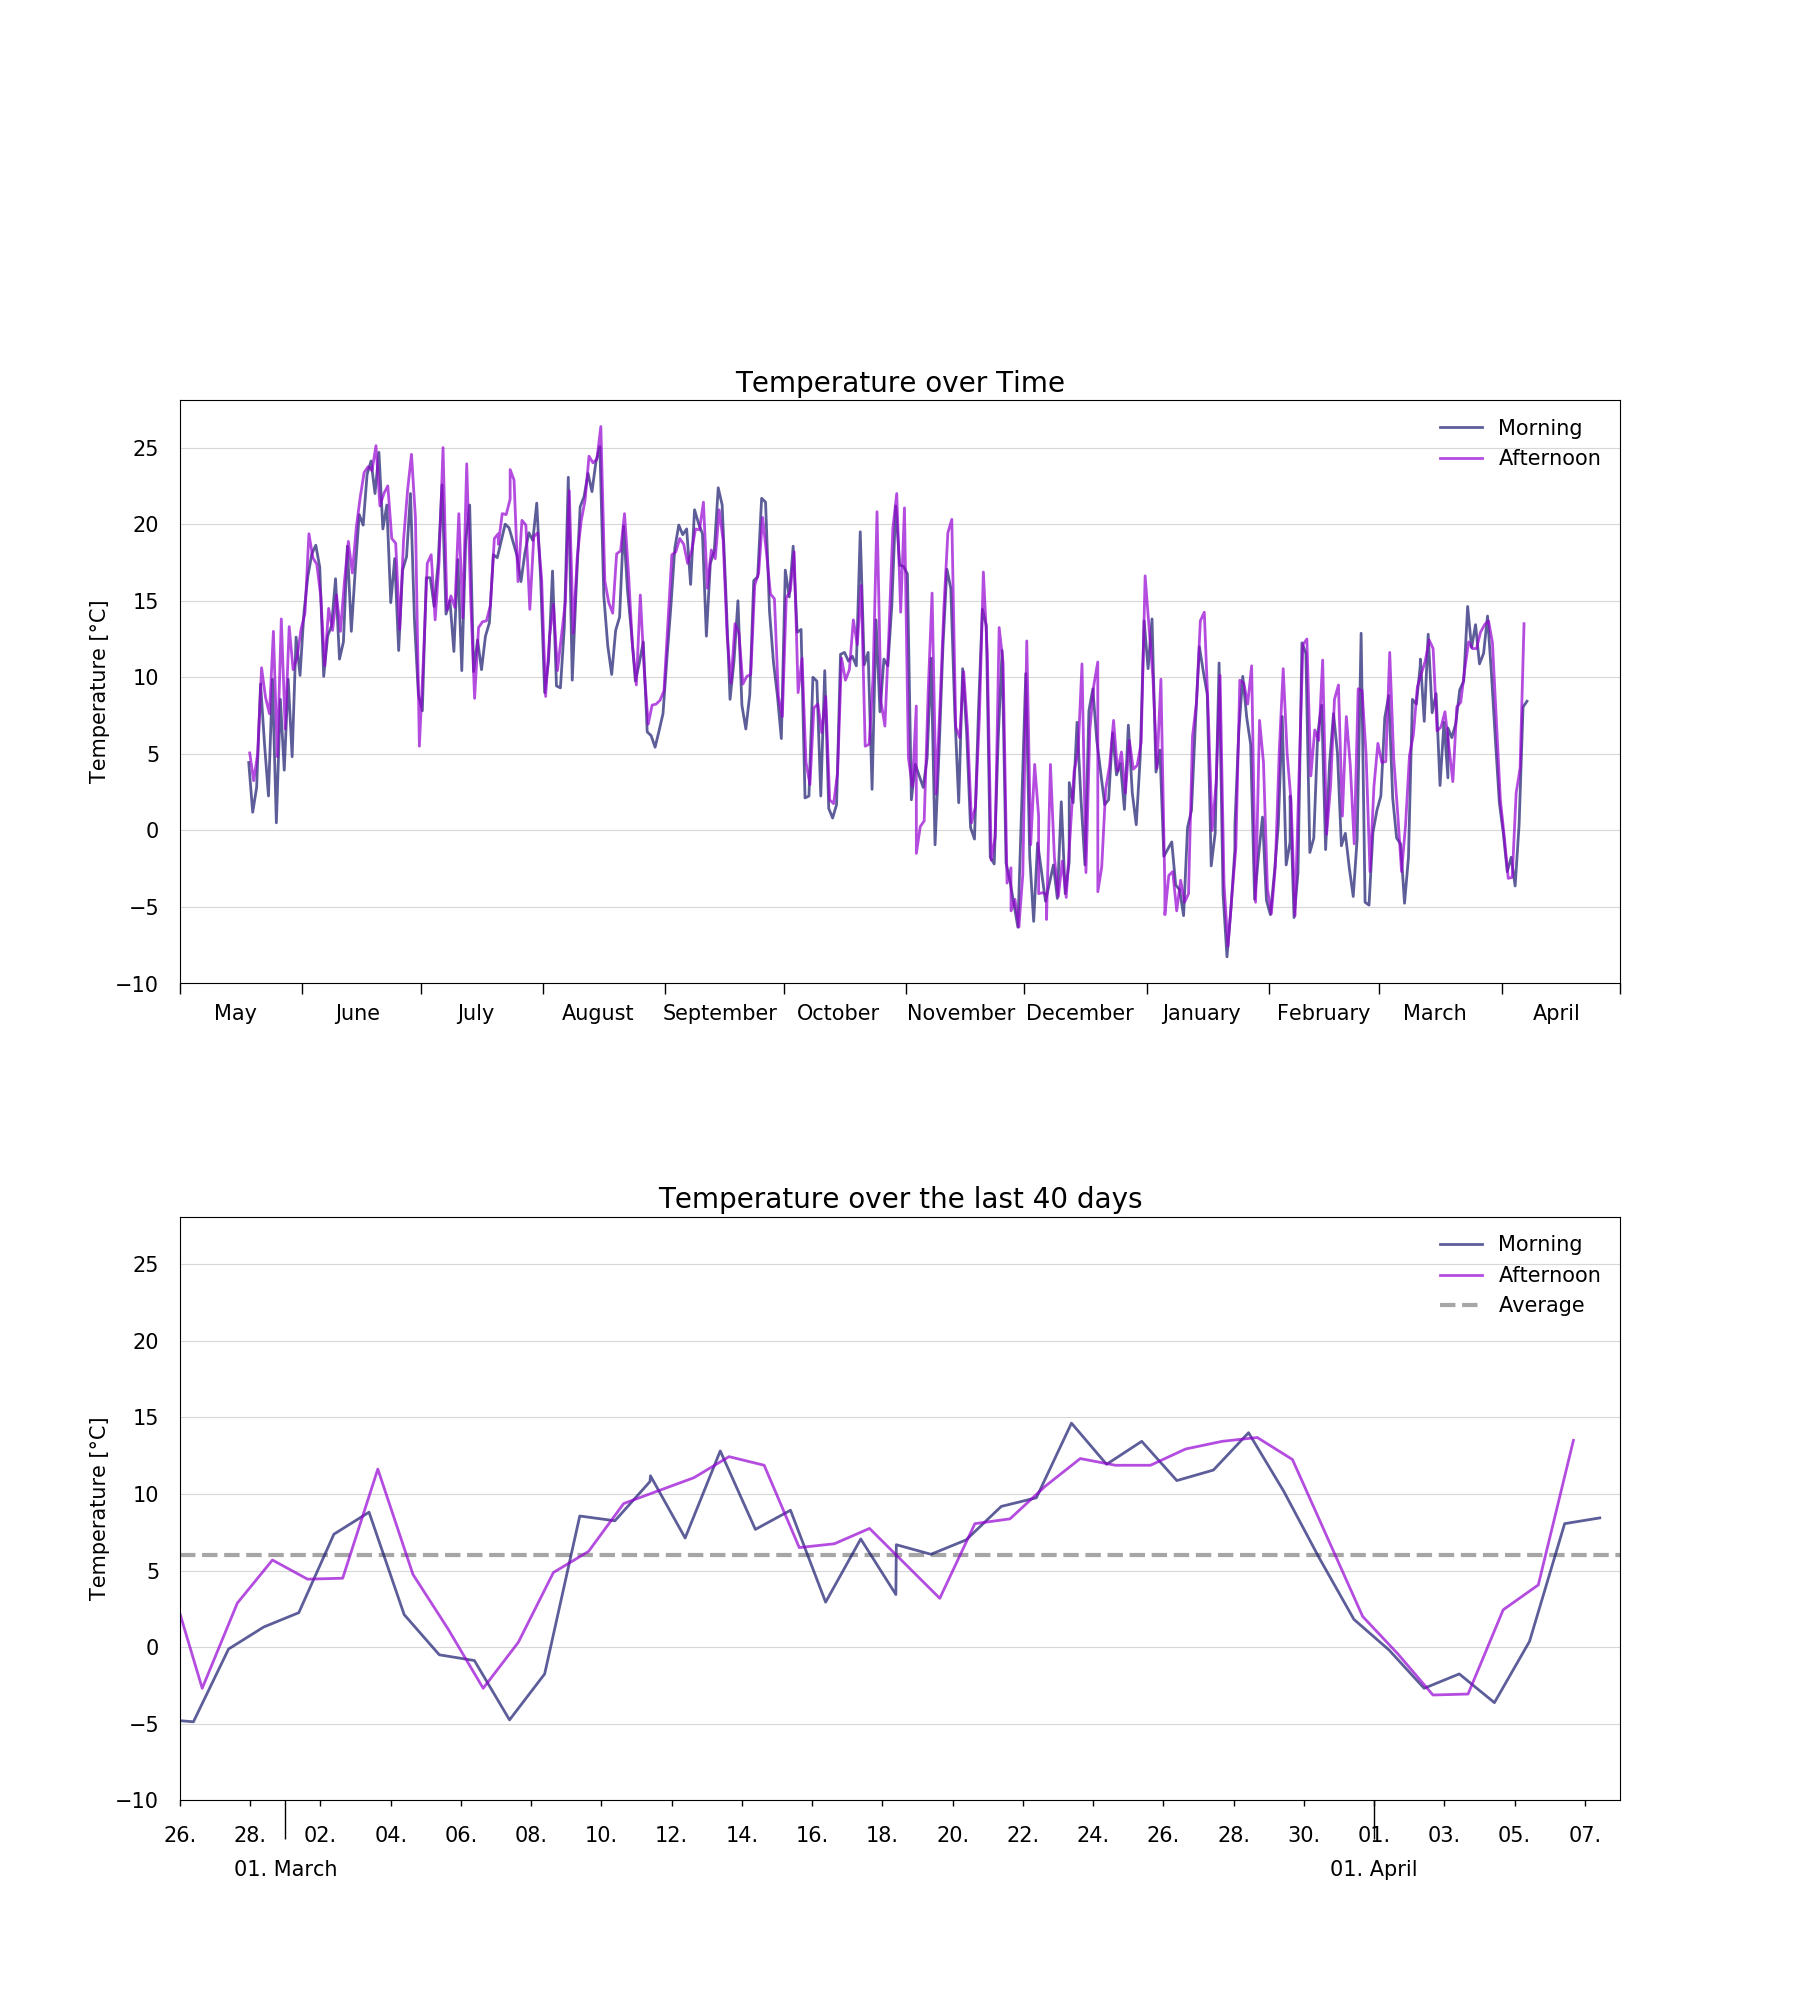 Temperature over Time
Morning
Afternoon
Temperature [°C]
25
20
15
10
5
0
−5
−10
May June July August September October November December January February March April
Temperature over the last 40 days
Morning
Afternoon
Average
Temperature [°C]
25
20
15
10
5
0
−5
−10
26. 28. 02. 04. 06. 08. 10. 12. 14. 16. 18. 20. 22. 24. 26. 28. 30. 01. 03. 05. 07.
01. March 01. April